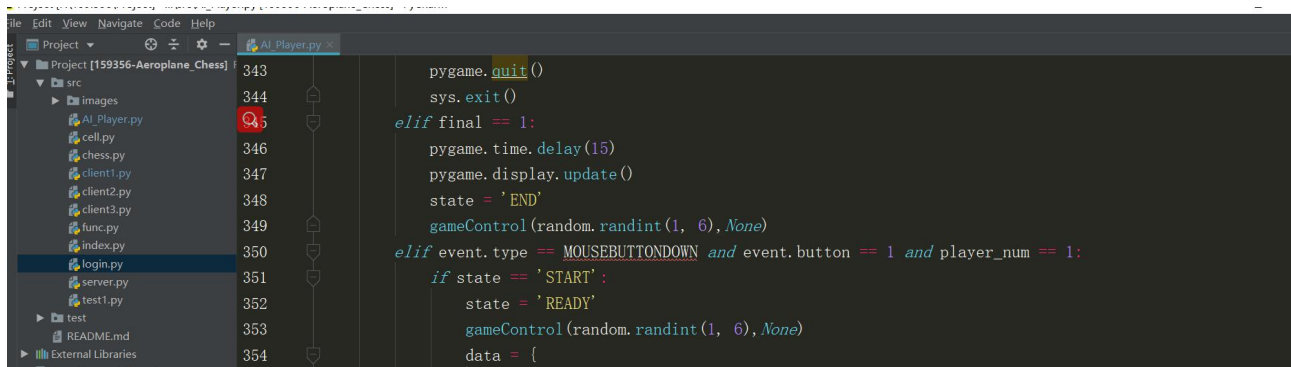 File Edit View Navigate Code Help
Project
AI_Player.py
1: Project
Project [159356-Aeroplane_Chess]
src
images
AI_Player.py
cell.py
chess.py
client1.py
client2.py
client3.py
func.py
index.py
login.py
server.py
test1.py
test
README.md
External Libraries
343 pygame.quit()
344 sys.exit()
345 elif final == 1:
346 pygame.time.delay(15)
347 pygame.display.update()
348 state = 'END'
349 gameControl(random.randint(1, 6),None)
350 elif event.type == MOUSEBUTTONDOWN and event.button == 1 and player_num == 1:
351 if state == 'START':
352 state = 'READY'
353 gameControl(random.randint(1, 6),None)
354 data = {